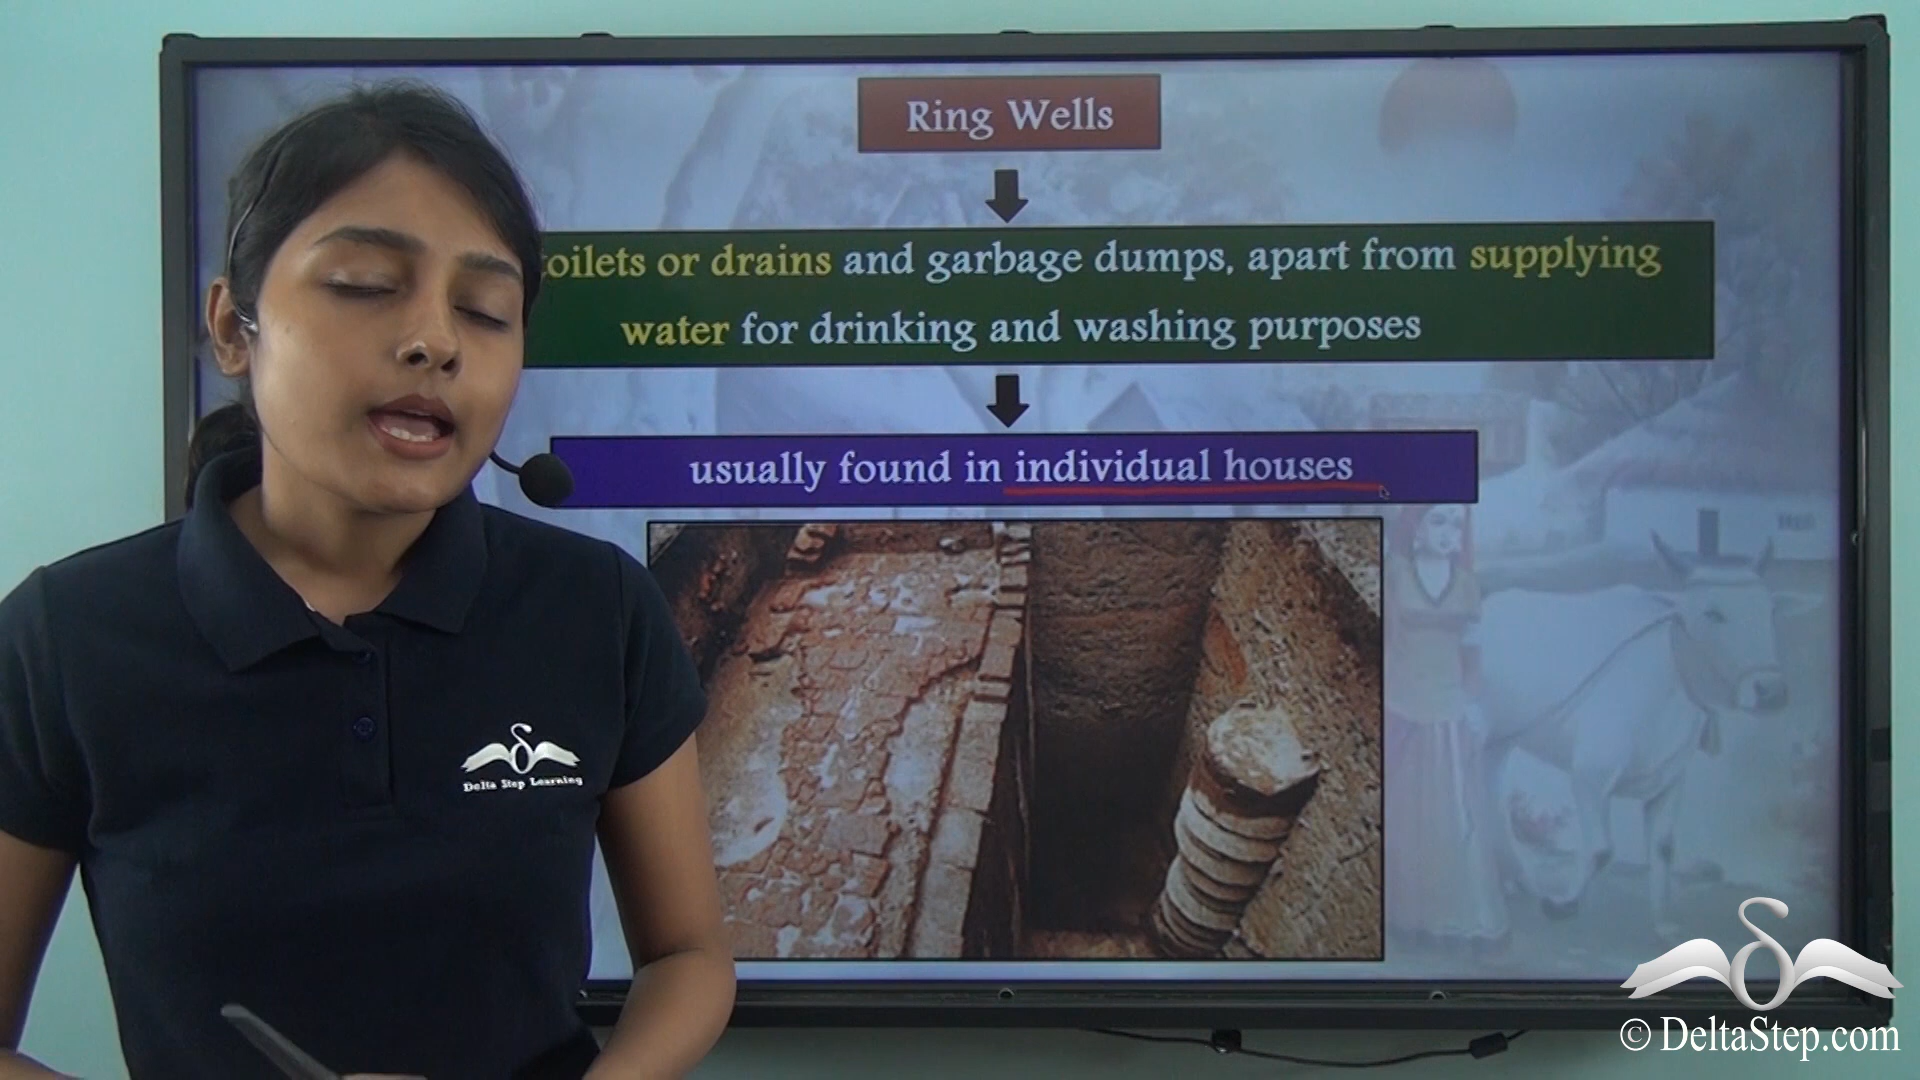 Ring Wells
toilets or drains and garbage dumps, apart from supplying
water for drinking and washing purposes
usually found in individual houses
Delta Step Learning
© DeltaStep.com